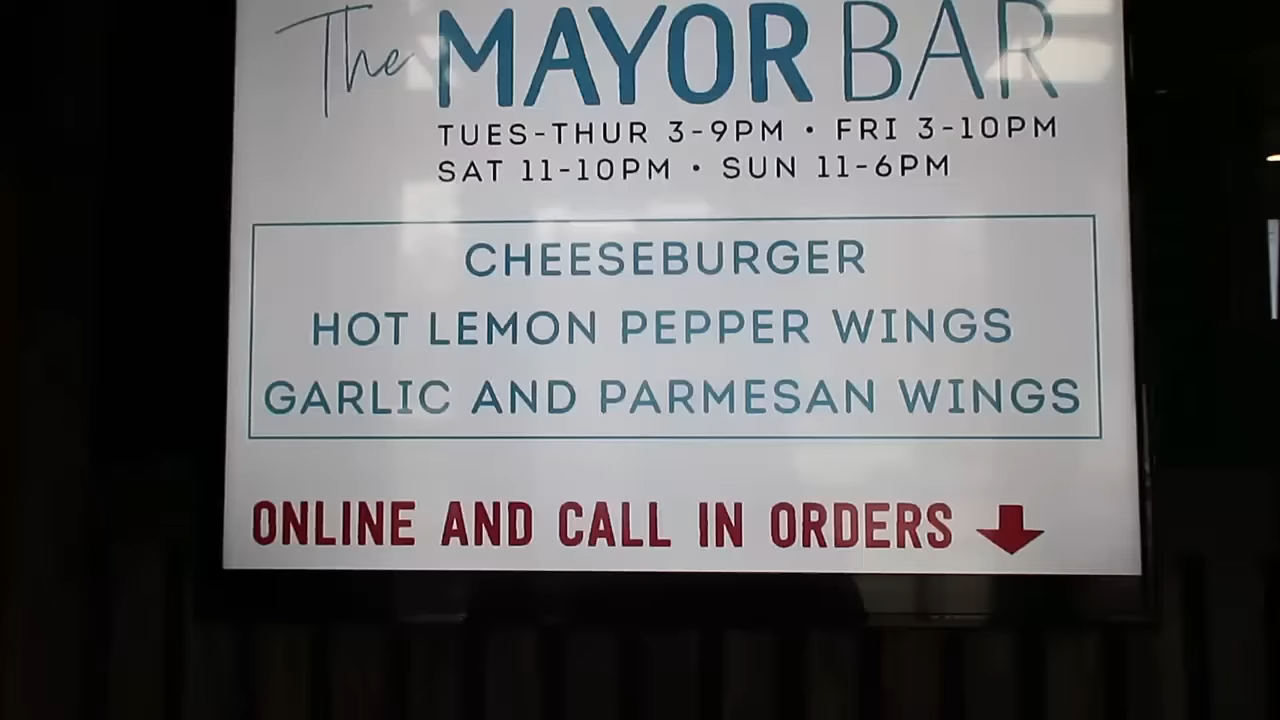 The MAYOR BAR
TUES-THUR 3-9PM • FRI 3-10PM
SAT 11-10PM • SUN 11-6PM
CHEESEBURGER
HOT LEMON PEPPER WINGS
GARLIC AND PARMESAN WINGS
ONLINE AND CALL IN ORDERS